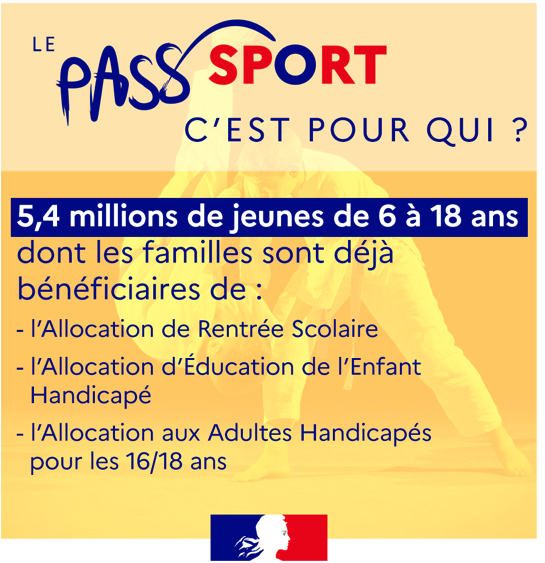 LE
PASS SPORT
C'EST POUR QUI ?
5,4 millions de jeunes de 6 à 18 ans
dont les familles sont déjà
bénéficiaires de :
- l'Allocation de Rentrée Scolaire
- l'Allocation d'Éducation de l'Enfant
Handicapé
- l'Allocation aux Adultes Handicapés
pour les 16/18 ans